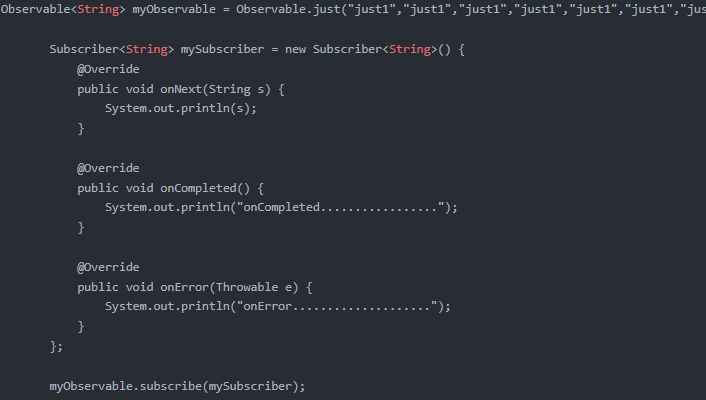 Observable<String> myObservable = Observable.just("just1","just1","just1","just1","just1","just1","jus
Subscriber<String> mySubscriber = new Subscriber<String>() {
@Override
public void onNext(String s) {
System.out.println(s);
}
@Override
public void onCompleted() {
System.out.println("onCompleted.................");
}
@Override
public void onError(Throwable e) {
System.out.println("onError....................");
}
};
myObservable.subscribe(mySubscriber);